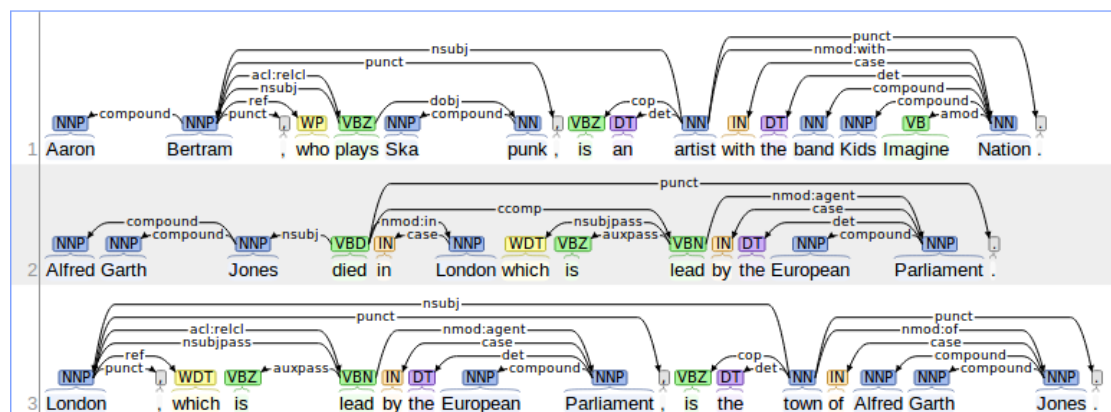 nsubj punct
punct nmod:with
acl:relcl case
nsubj det
ref dobj cop compound
compound punct compound det compound amod
NNP NNP , WP VBZ NNP NN , VBZ DT NN IN DT NN NNP VB NN .
1 Aaron Bertram , who plays Ska punk , is an artist with the band Kids Imagine Nation .
punct
ccomp nmod:agent
compound nmod:in nsubjpass case
compound nsubj case auxpass det
compound
NNP NNP NNP VBD IN NNP WDT VBZ VBN IN DT NNP NNP .
2 Alfred Garth Jones died in London which is lead by the European Parliament .
nsubj
punct punct
acl:relcl nmod:agent nmod:of
nsubjpass case case
ref det cop compound
punct auxpass compound det compound
NNP , WDT VBZ VBN IN DT NNP NNP , VBZ DT NN IN NNP NNP NNP .
3 London , which is lead by the European Parliament , is the town of Alfred Garth Jones .